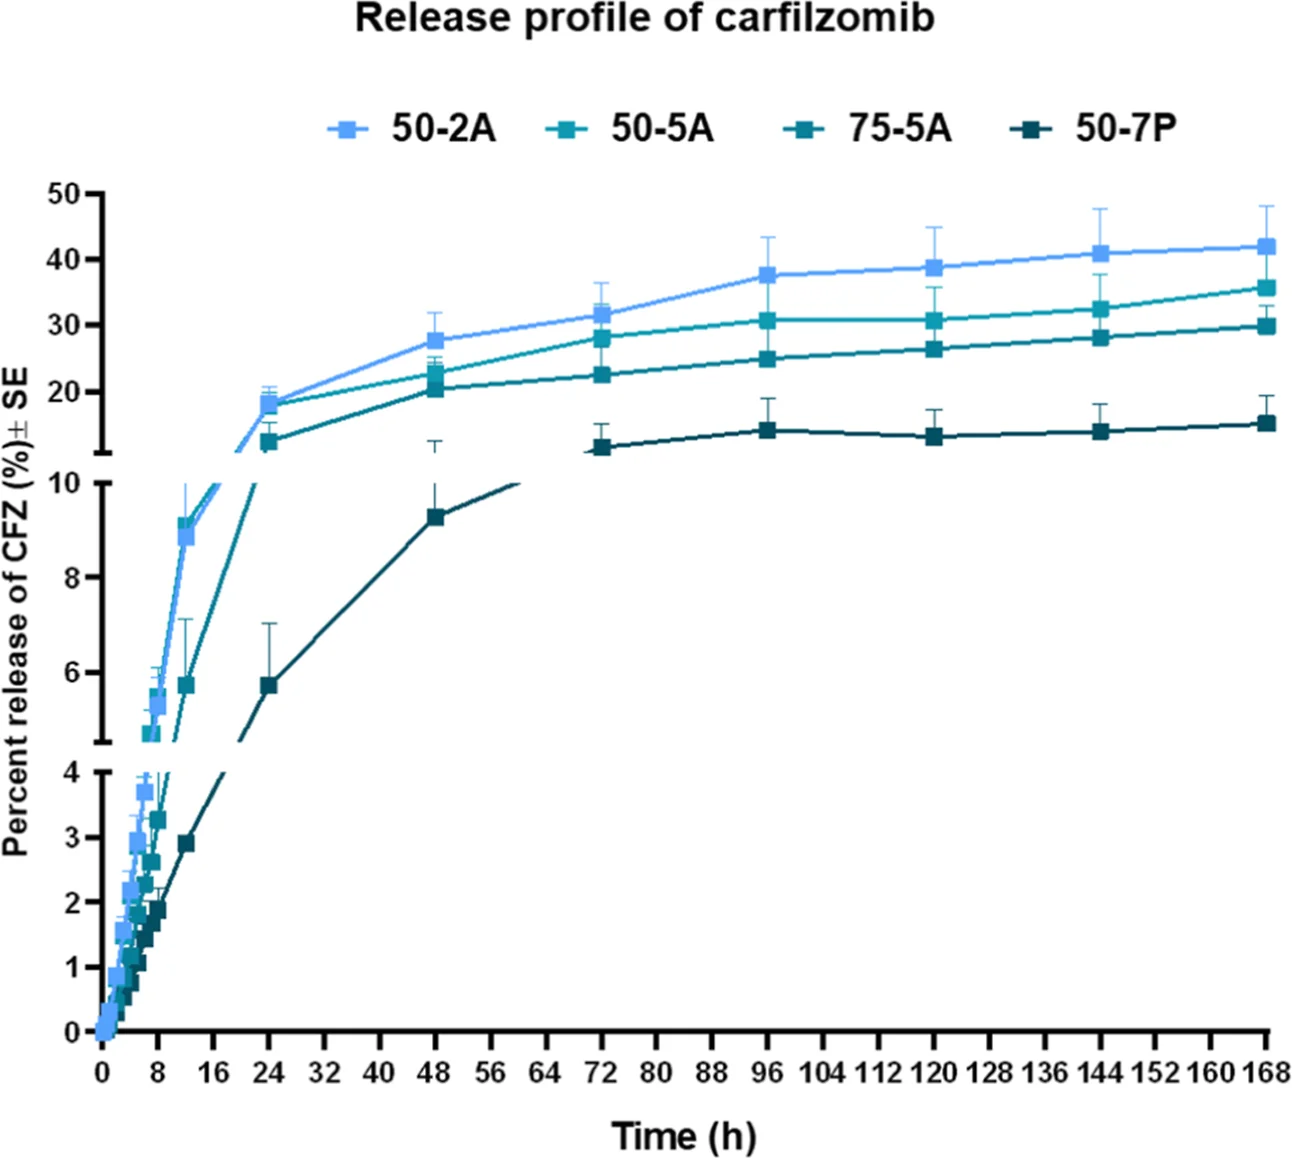 Release profile of carfilzomib
50-2A 50-5A 75-5A 50-7P
Percent release of CFZ (%)± SE
50
40
30
20
10
8
6
4
3
2
1
0
0 8 16 24 32 40 48 56 64 72 80 88 96 104 112 120 128 136 144 152 160 168
Time (h)